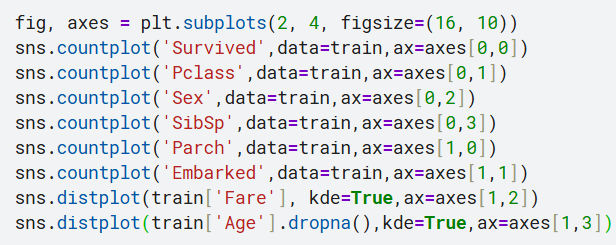 fig, axes = plt.subplots(2, 4, figsize=(16, 10))
sns.countplot('Survived',data=train,ax=axes[0,0])
sns.countplot('Pclass',data=train,ax=axes[0,1])
sns.countplot('Sex',data=train,ax=axes[0,2])
sns.countplot('SibSp',data=train,ax=axes[0,3])
sns.countplot('Parch',data=train,ax=axes[1,0])
sns.countplot('Embarked',data=train,ax=axes[1,1])
sns.distplot(train['Fare'], kde=True,ax=axes[1,2])
sns.distplot(train['Age'].dropna(),kde=True,ax=axes[1,3])